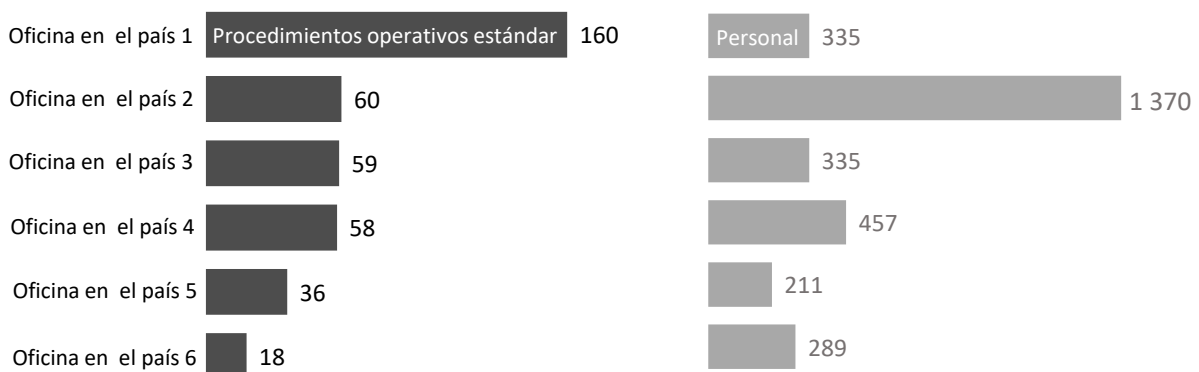 Oficina en el país 1 Procedimientos operativos estándar 160 Personal 335
Oficina en el país 2 60 1 370
Oficina en el país 3 59 335
Oficina en el país 4 58 457
Oficina en el país 5 36 211
Oficina en el país 6 18 289